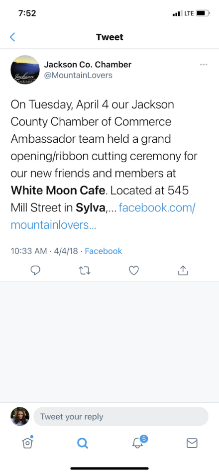 7:52
LTE
Tweet
Jackson Co. Chamber
@MountainLovers
On Tuesday, April 4 our Jackson
County Chamber of Commerce
Ambassador team held a grand
opening/ribbon cutting ceremony for
our new friends and members at
White Moon Cafe. Located at 545
Mill Street in Sylva,... facebook.com/
mountainlovers...
10:33 AM · 4/4/18 · Facebook
Tweet your reply